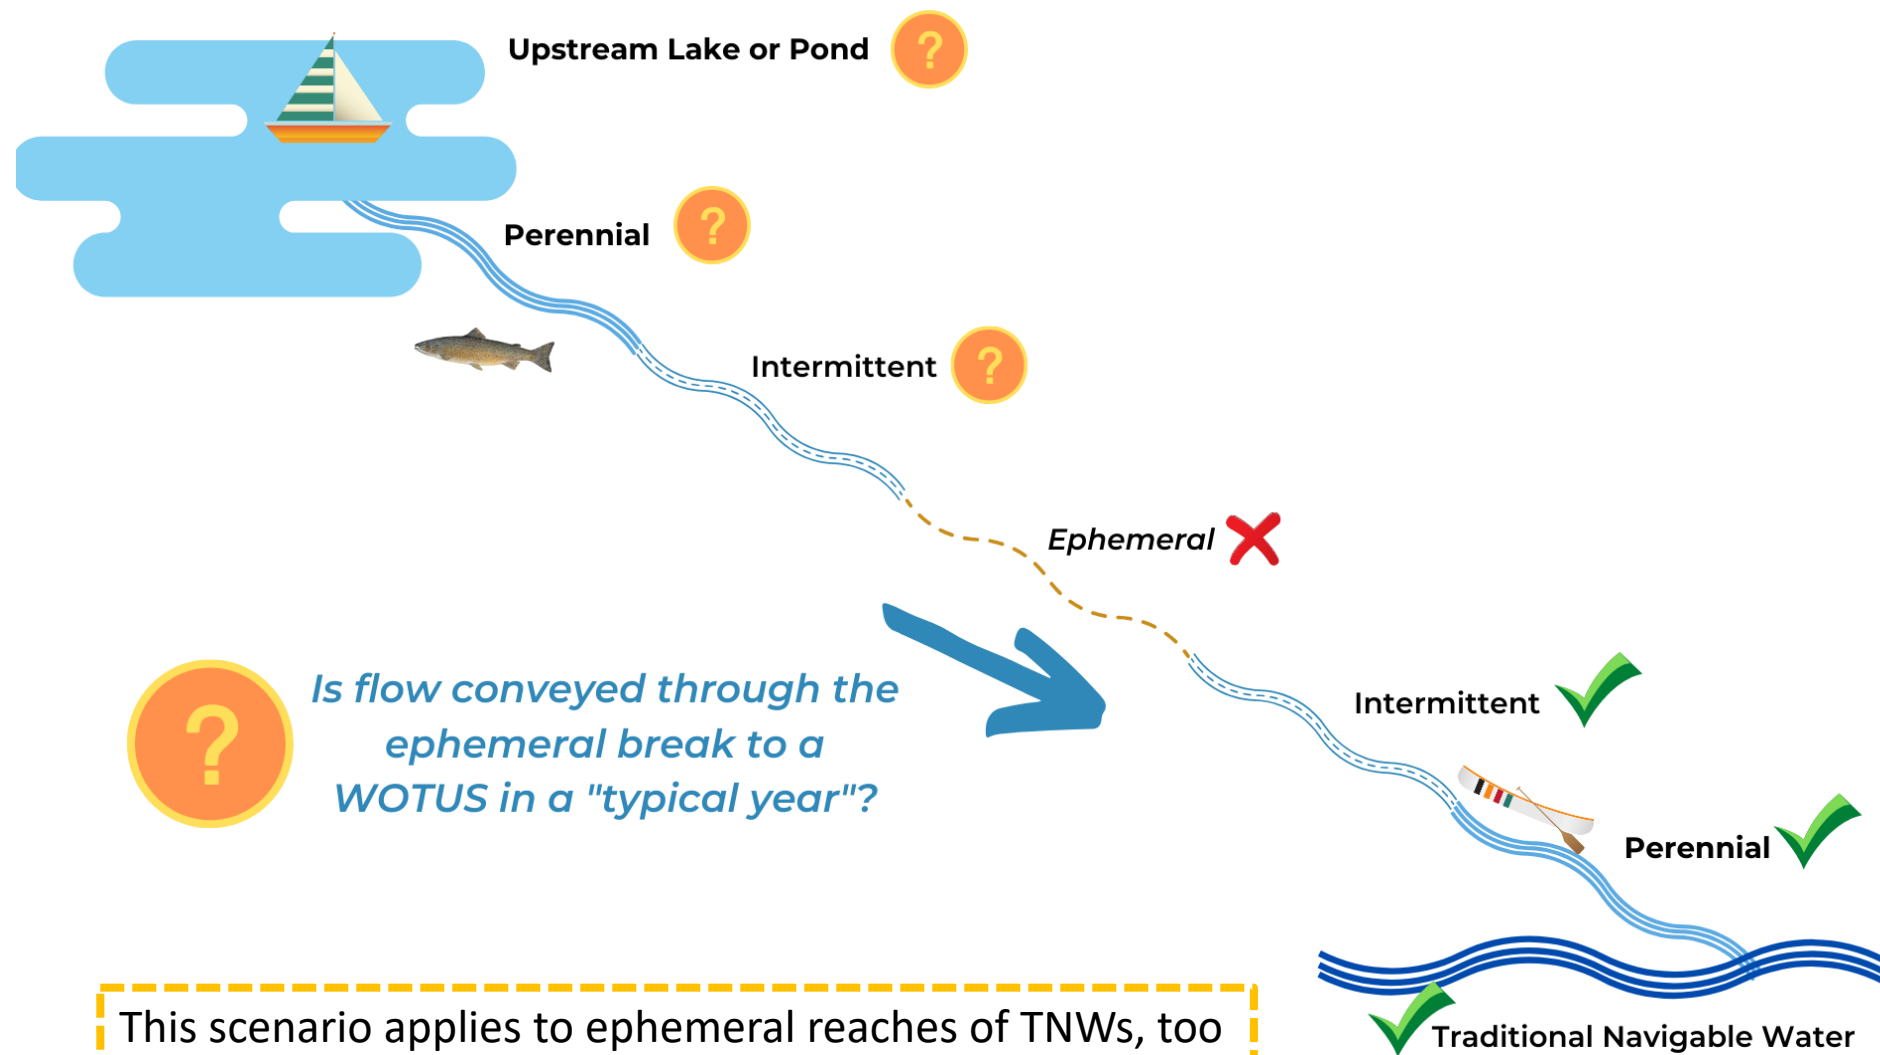 Upstream Lake or Pond ?
Perennial ?
Intermittent ?
Ephemeral
Is flow conveyed through the
ephemeral break to a
WOTUS in a "typical year"?
?
Intermittent
Perennial
This scenario applies to ephemeral reaches of TNWs, too
Traditional Navigable Water